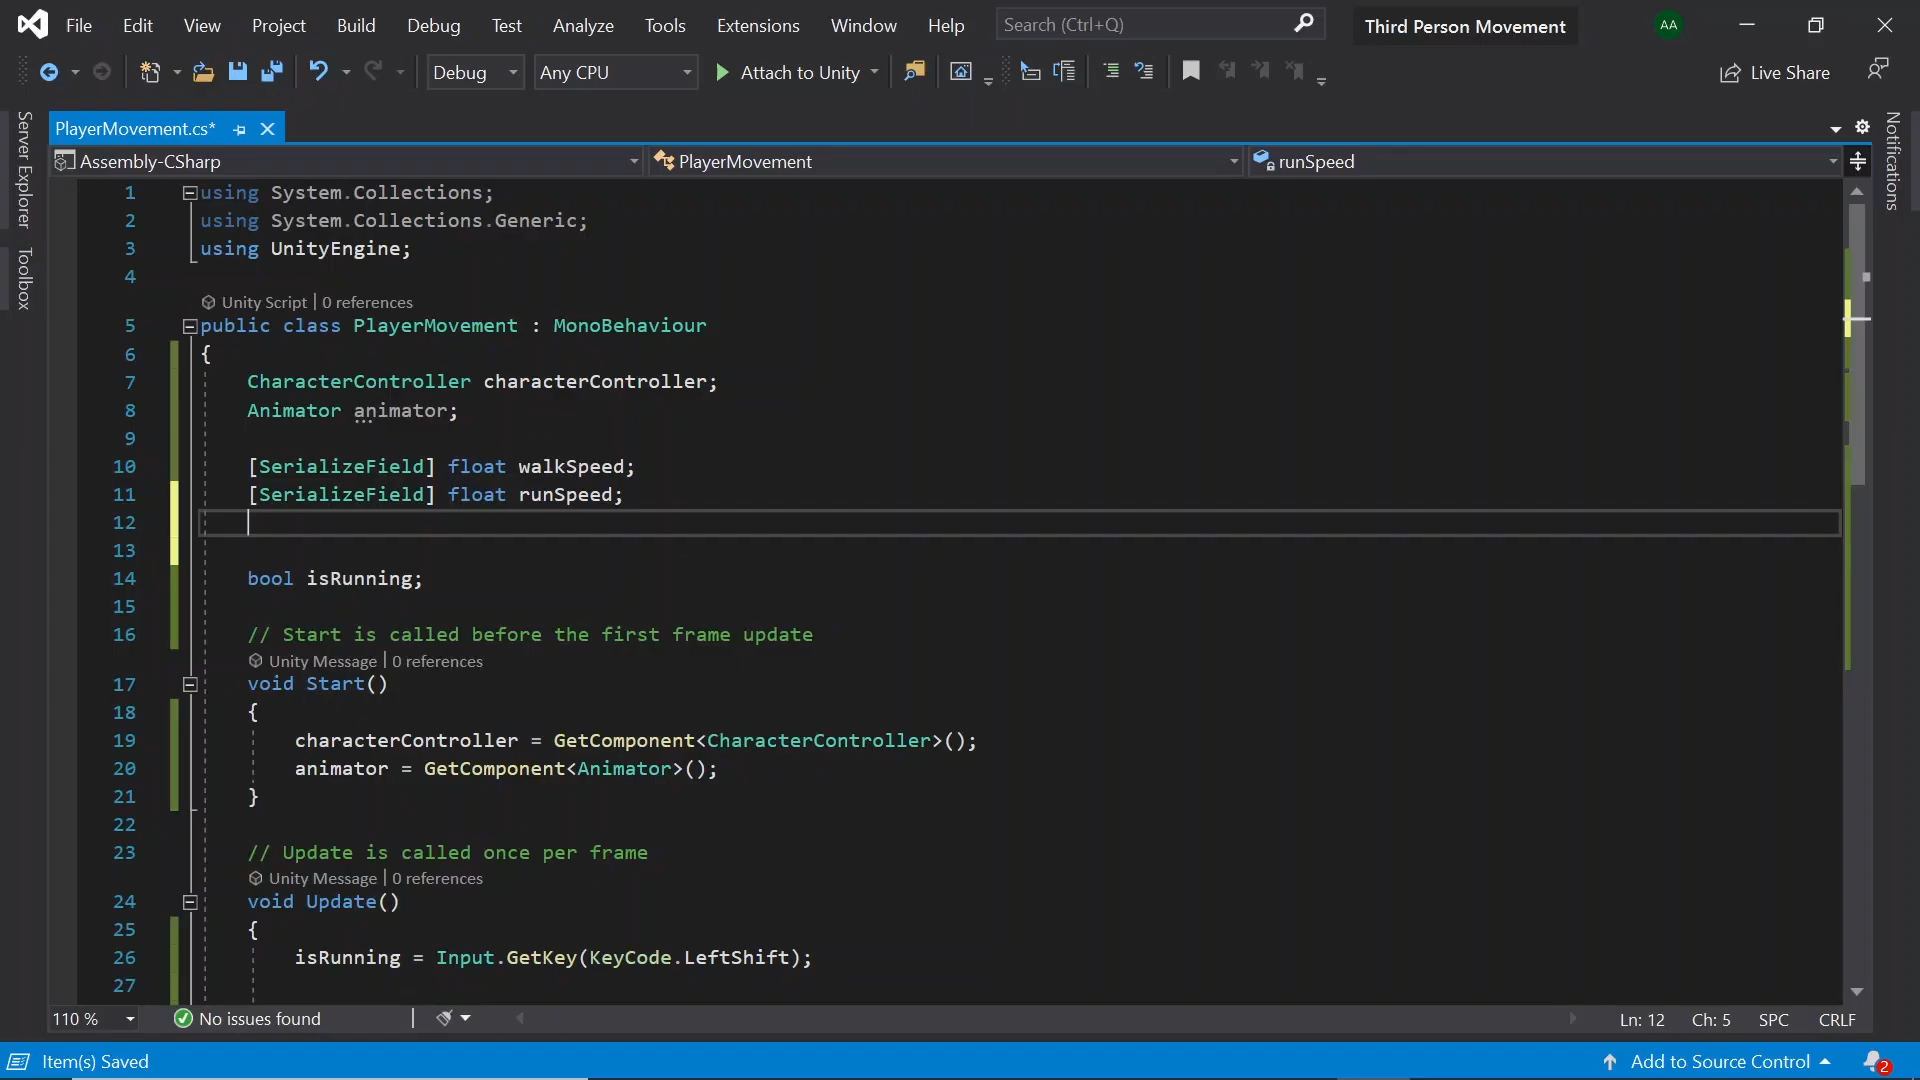 File Edit View Project Build Debug Test Analyze Tools Extensions Window Help Search (Ctrl+Q) Third Person Movement AA
Debug Any CPU Attach to Unity Live Share
Server Explorer
Toolbox
Notifications
PlayerMovement.cs*
Assembly-CSharp PlayerMovement runSpeed
1 using System.Collections;
2 using System.Collections.Generic;
3 using UnityEngine;
4
Unity Script | 0 references
5 public class PlayerMovement : MonoBehaviour
6 {
7 CharacterController characterController;
8 Animator animator;
9
10 [SerializeField] float walkSpeed;
11 [SerializeField] float runSpeed;
12
13
14 bool isRunning;
15
16 // Start is called before the first frame update
Unity Message | 0 references
17 void Start()
18 {
19 characterController = GetComponent<CharacterController>();
20 animator = GetComponent<Animator>();
21 }
22
23 // Update is called once per frame
Unity Message | 0 references
24 void Update()
25 {
26 isRunning = Input.GetKey(KeyCode.LeftShift);
27
110 % No issues found Ln: 12 Ch: 5 SPC CRLF
Item(s) Saved Add to Source Control 2